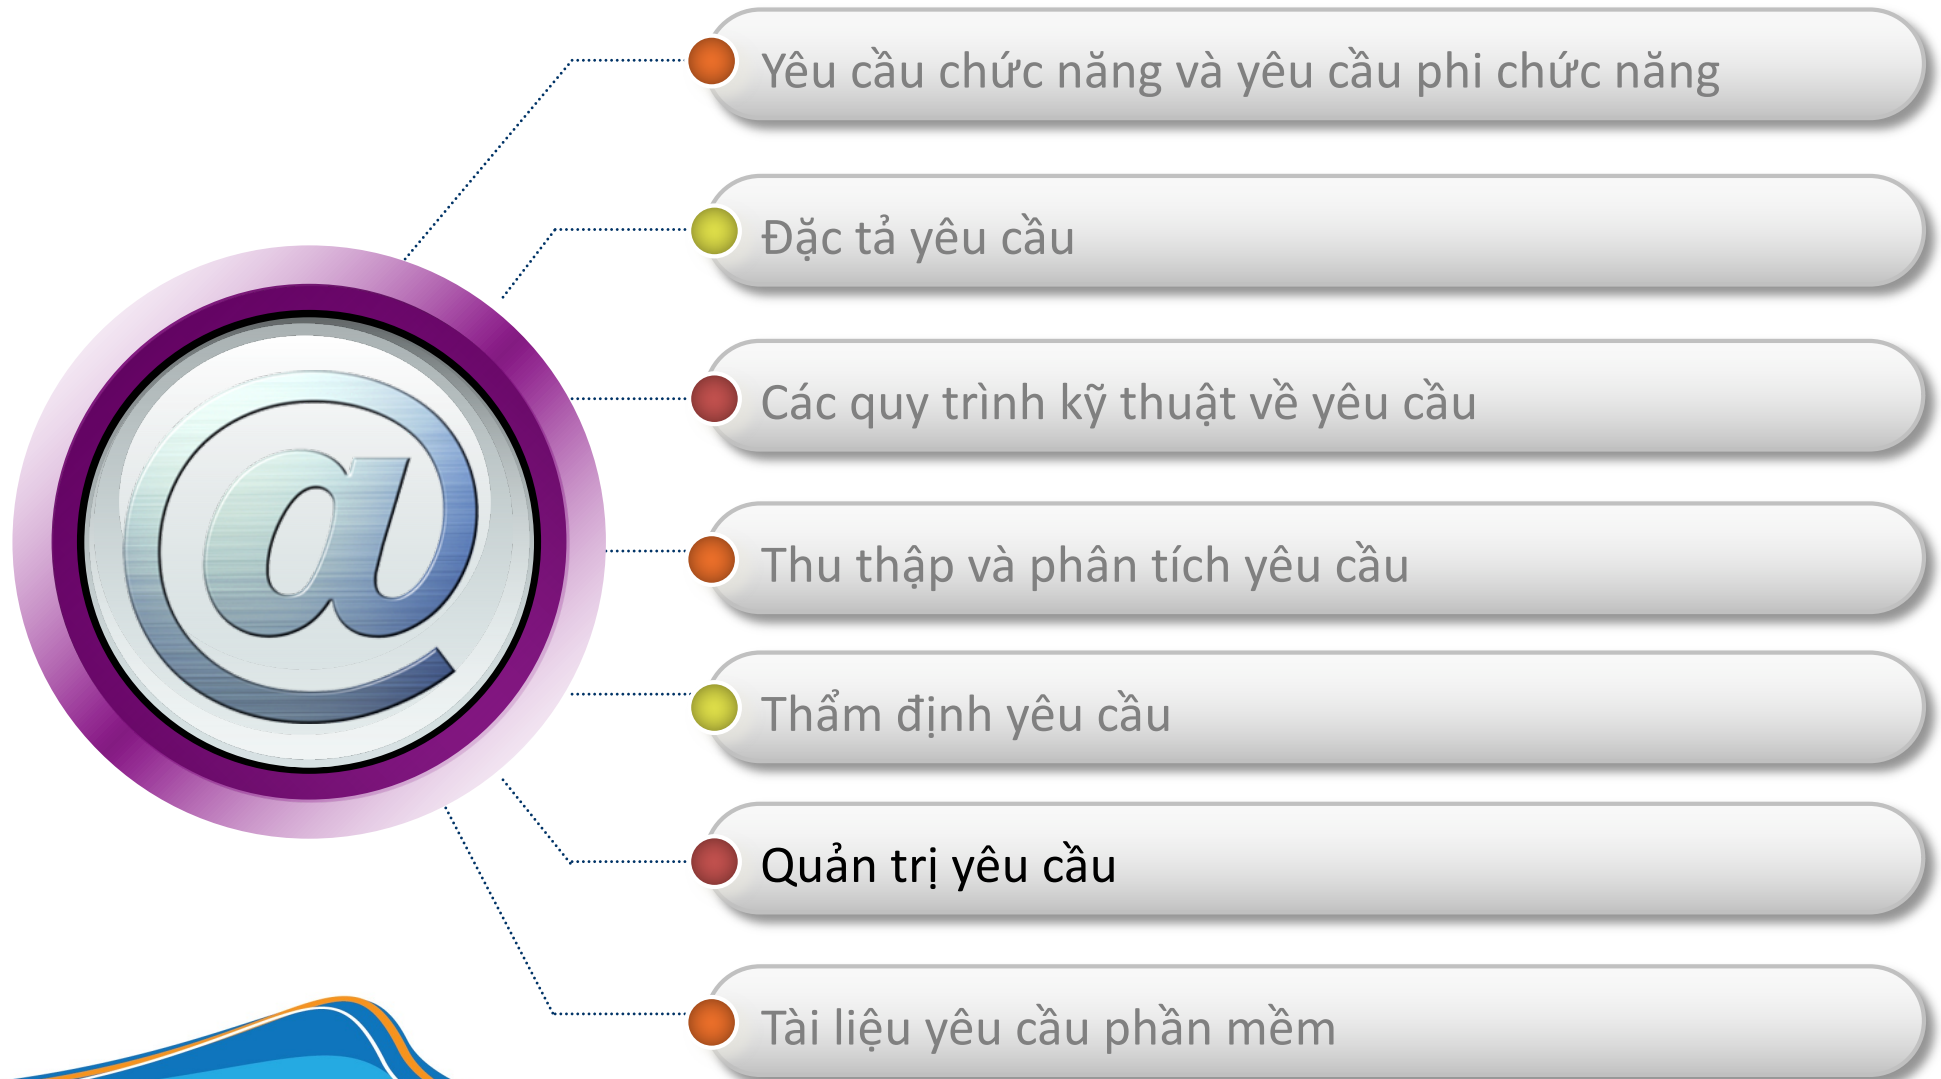 Yêu cầu chức năng và yêu cầu phi chức năng
Đặc tả yêu cầu
Các quy trình kỹ thuật về yêu cầu
Thu thập và phân tích yêu cầu
Thẩm định yêu cầu
Quản trị yêu cầu
Tài liệu yêu cầu phần mềm
@